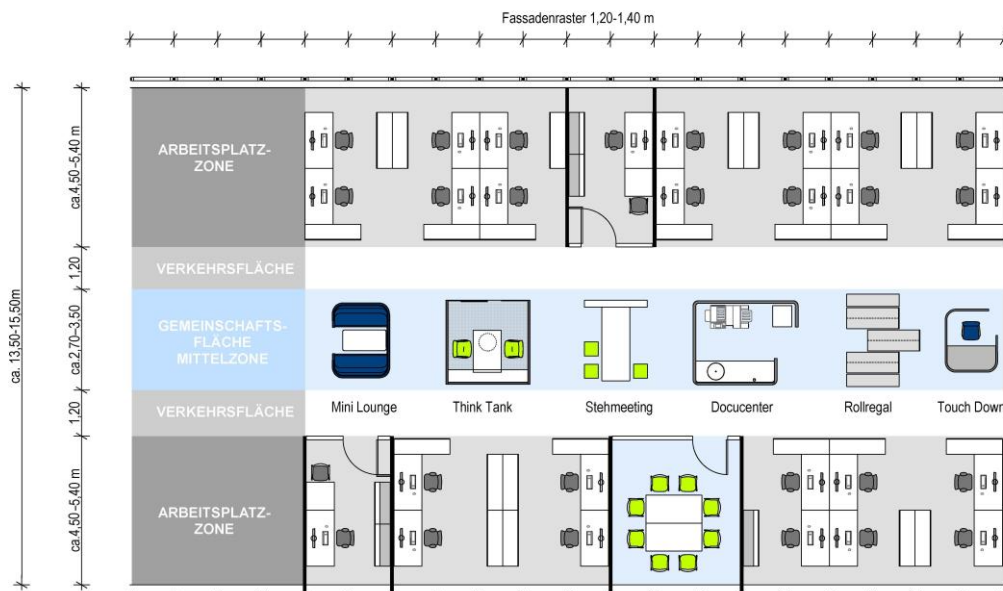 Fassadenraster 1,20-1,40 m
ca.13,50-15,50m
ca.4,50-5,40 m
1,20
ca.2,70-3,50
1,20
ca.4,50-5,40 m
ARBEITSPLATZ-
ZONE
VERKEHRSFLÄCHE
GEMEINSCHAFTS-
FLÄCHE
MITTELZONE
VERKEHRSFLÄCHE
Mini Lounge
Think Tank
Stehmeeting
Docucenter
Rollregal
Touch Down
ARBEITSPLATZ-
ZONE